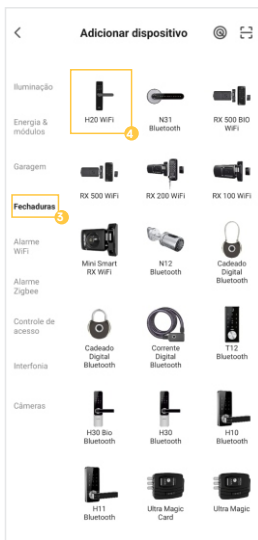 Adicionar dispositivo
Iluminação
Energia &
módulos
Garagem
Fechaduras
3
Alarme
WiFi
Alarme
Zigbee
Controle de
acesso
Interfonia
Câmeras
H20 WiFi
4
N31
Bluetooth
RX 500 BIO
WiFi
RX 500 WiFi
RX 200 WiFi
RX 100 WiFi
Mini Smart
RX WiFi
N12
Bluetooth
Cadeado
Digital
Bluetooth
Cadeado
Digital
Bluetooth
Corrente
Digital
Bluetooth
T12
Bluetooth
H30 Bio
Bluetooth
H30
Bluetooth
H10
Bluetooth
H11
Bluetooth
Ultra Magic
Card
Ultra Magic